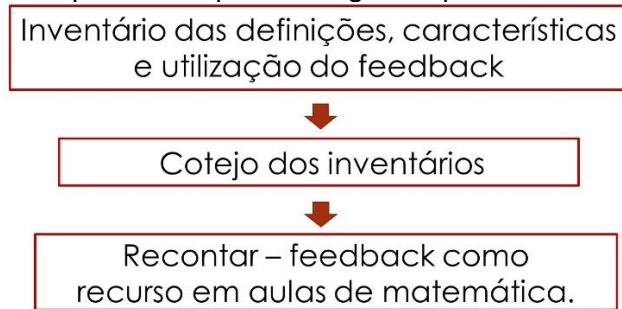 Inventário das definições, características
e utilização do feedback
Cotejo dos inventários
Recontar – feedback como
recurso em aulas de matemática.